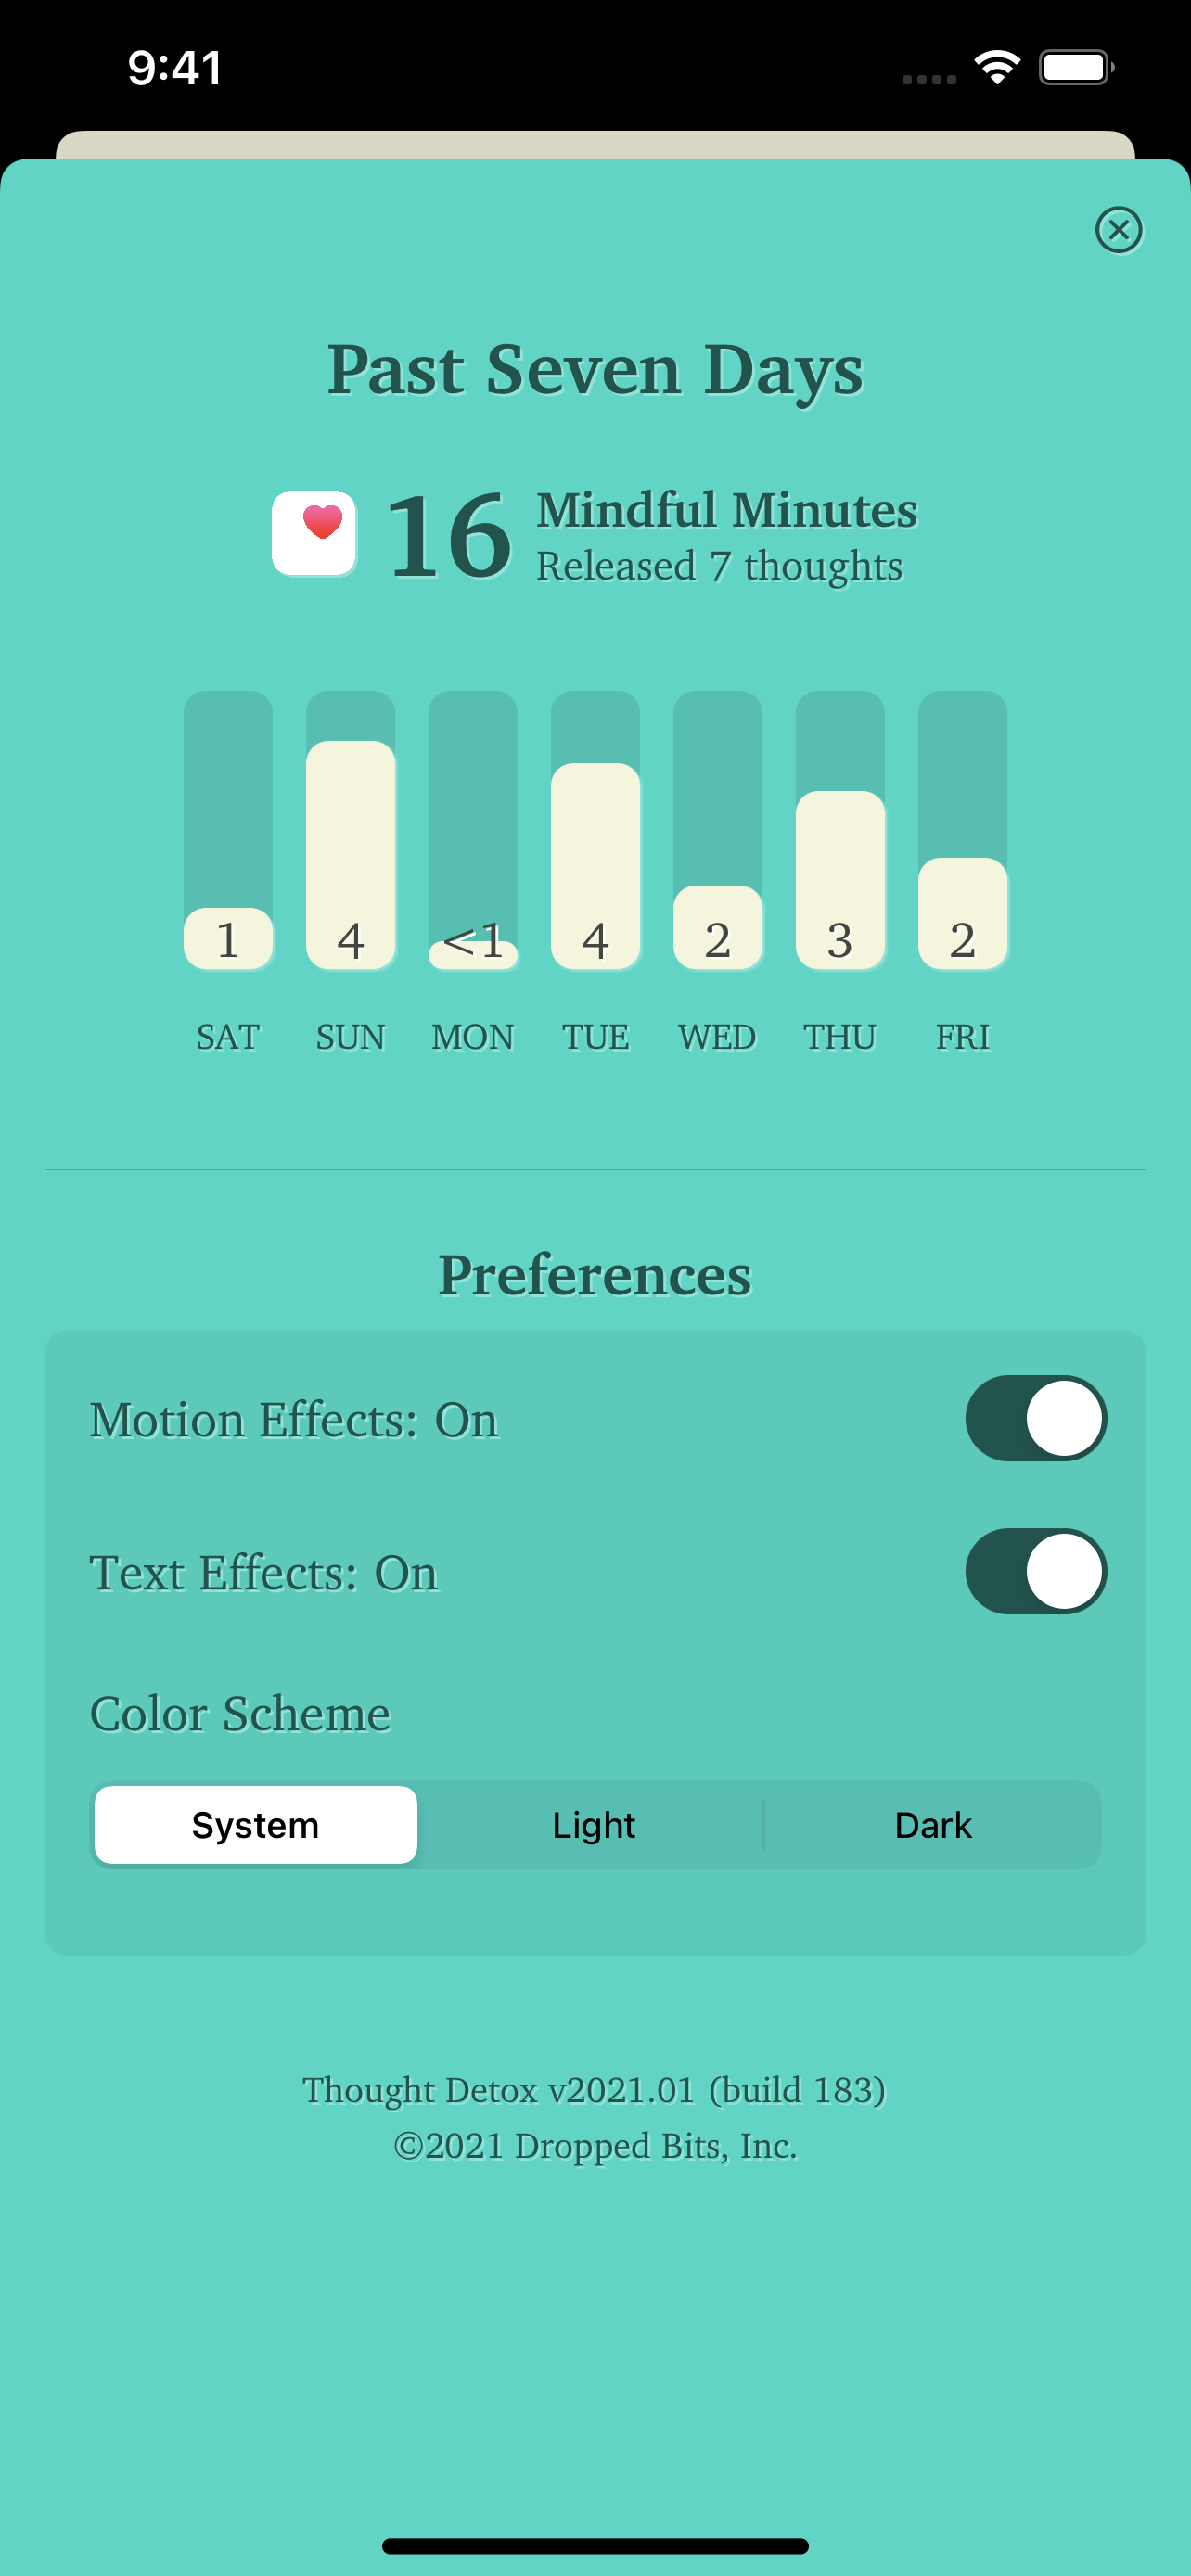 9:41
Past Seven Days
16 Mindful Minutes
Released 7 thoughts
1 4 <1 4 2 3 2
SAT SUN MON TUE WED THU FRI
Preferences
Motion Effects: On
Text Effects: On
Color Scheme
System Light Dark
Thought Detox v2021.01 (build 183)
©2021 Dropped Bits, Inc.